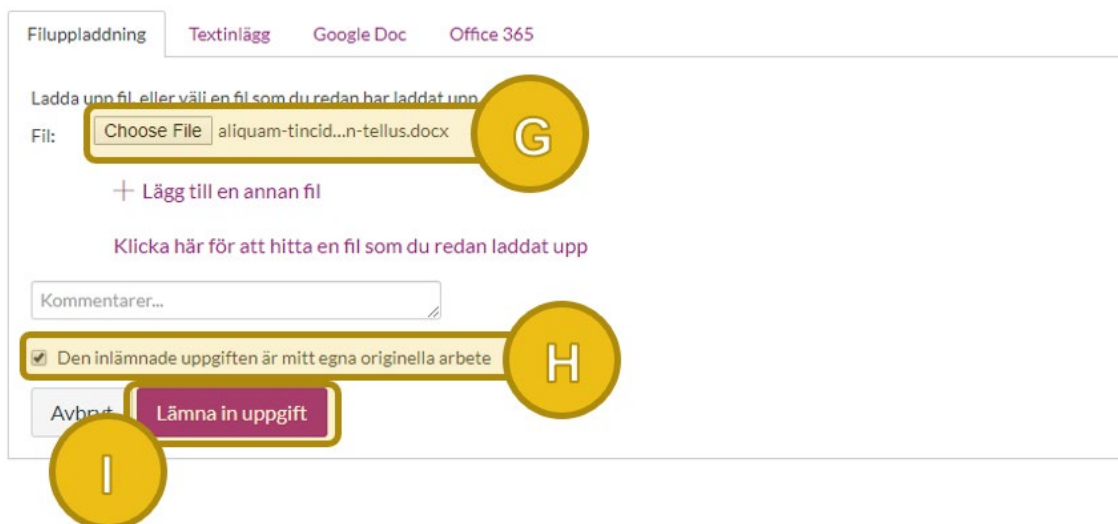 Filuppladdning Textinlägg Google Doc Office 365
Ladda upp fil, eller välj en fil som du redan har laddat upp
Fil: Choose File aliquam-tincid...n-tellus.docx G
+ Lägg till en annan fil
Klicka här för att hitta en fil som du redan laddat upp
Kommentarer...
Den inlämnade uppgiften är mitt egna originella arbete H
Avbryt Lämna in uppgift
I